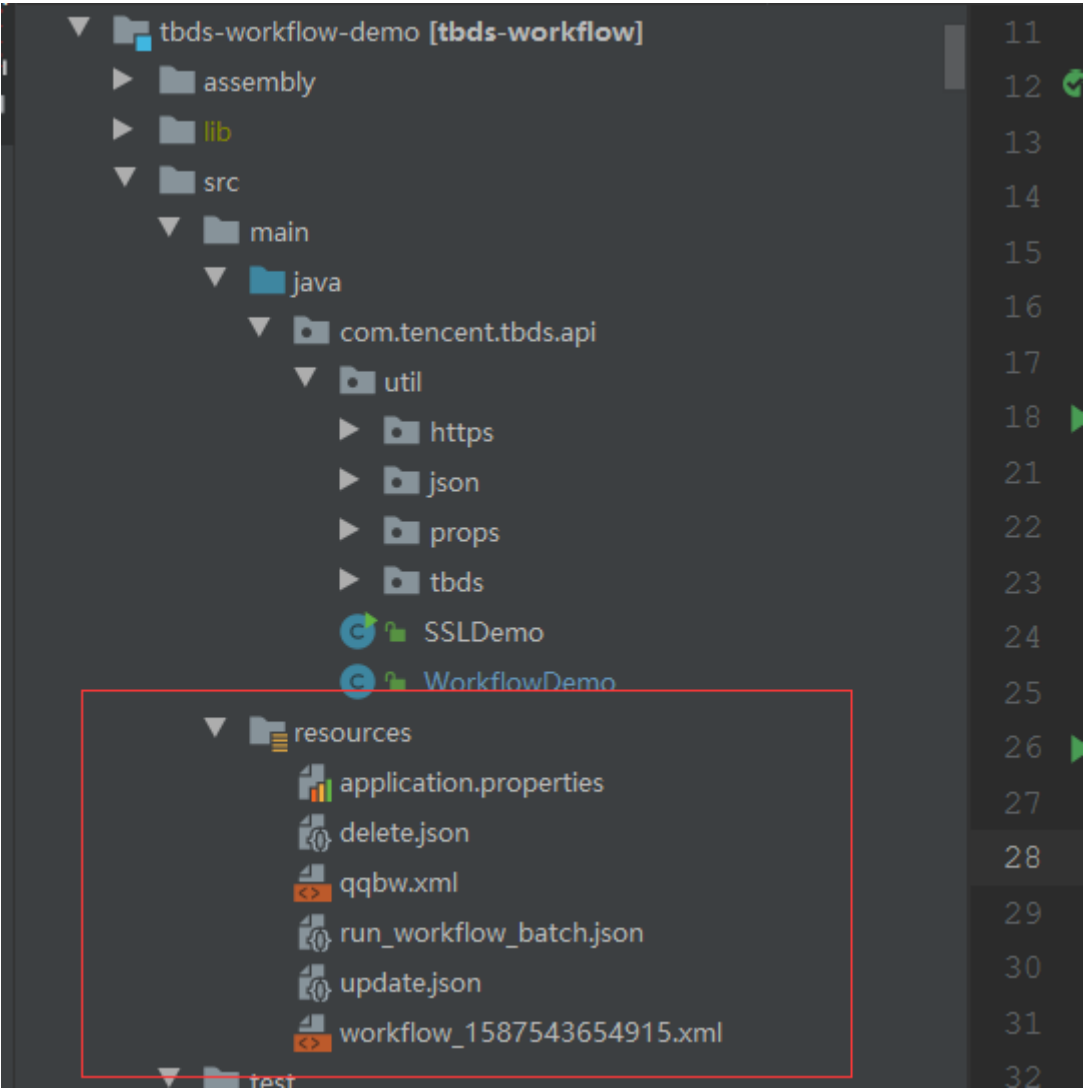 tbds-workflow-demo [tbds-workflow]
assembly
lib
src
main
java
com.tencent.tbds.api
util
https
json
props
tbds
SSLDemo
WorkflowDemo
resources
application.properties
delete.json
qqbw.xml
run_workflow_batch.json
update.json
workflow_1587543654915.xml
test
11
12
13
14
15
16
17
18
21
22
23
24
25
26
27
28
29
30
31
32